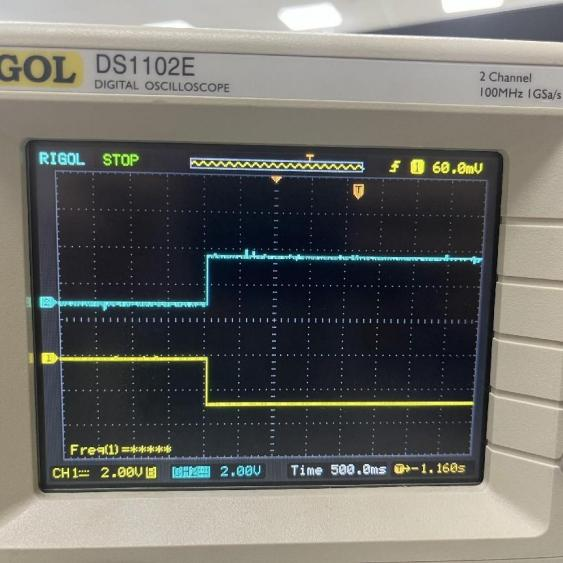 GOL DS1102E
DIGITAL OSCILLOSCOPE
2 Channel
100MHz 1GSa/s
RIGOL STOP
T
1 60.0mV
T
2
1
Freq(1)=*****
CH1 2.00V B CH2 2.00V Time 500.0ms T→-1.160s